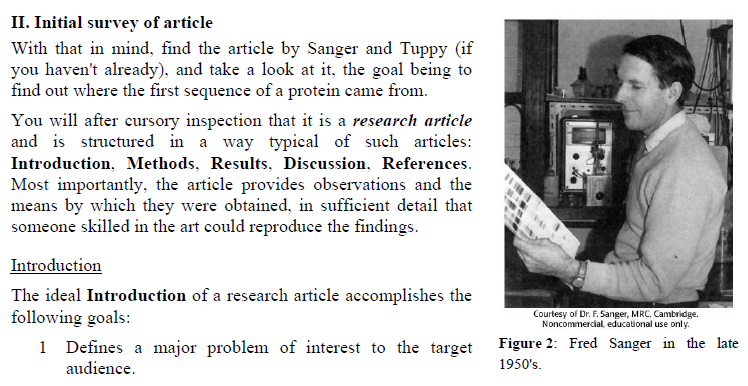 II. Initial survey of article
With that in mind, find the article by Sanger and Tuppy (if
you haven't already), and take a look at it, the goal being to
find out where the first sequence of a protein came from.
You will after cursory inspection that it is a research article
and is structured in a way typical of such articles:
Introduction, Methods, Results, Discussion, References.
Most importantly, the article provides observations and the
means by which they were obtained, in sufficient detail that
someone skilled in the art could reproduce the findings.
Introduction
The ideal Introduction of a research article accomplishes the
following goals:
1 Defines a major problem of interest to the target
audience.
Courtesy of Dr. F. Sanger, MRC, Cambridge.
Noncommercial, educational use only.
Figure 2: Fred Sanger in the late
1950's.